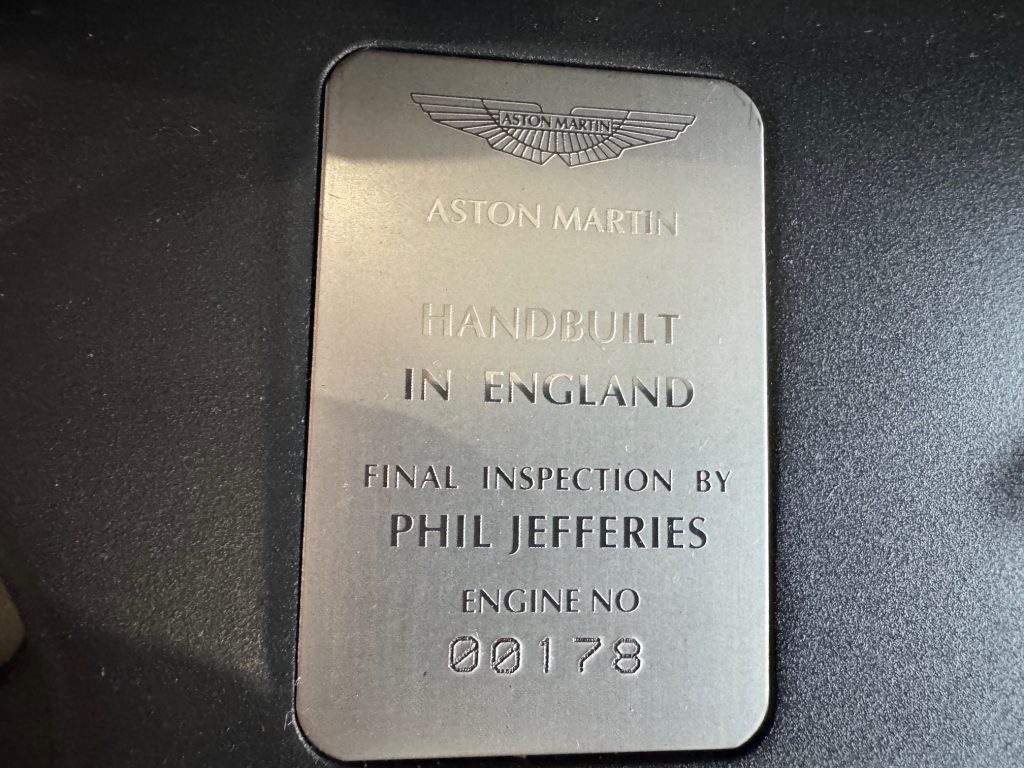 ASTON MARTIN
ASTON MARTIN
HANDBUILT
IN ENGLAND
FINAL INSPECTION BY
PHIL JEFFERIES
ENGINE NO
00178